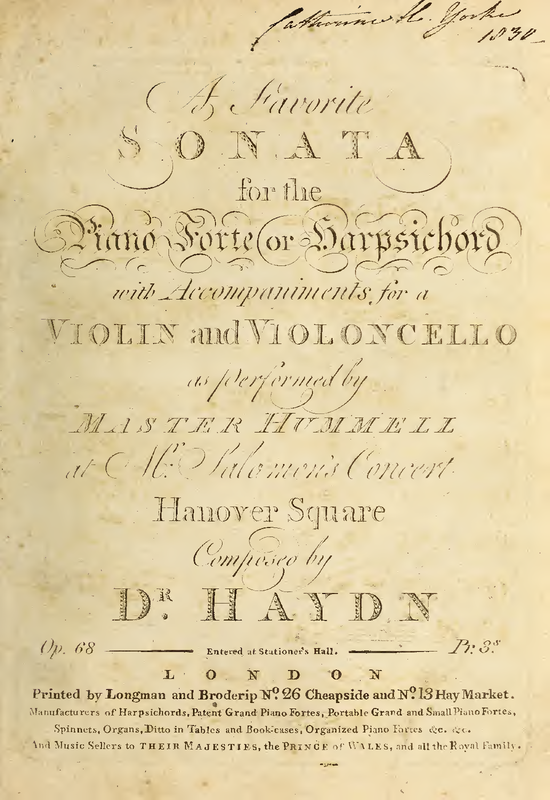 Catharine H. Yorke
1830
A Favorite
SONATA
for the
Piano Forte (or Harpsichord
with Accompaniments, for a
VIOLIN and VIOLONCELLO
as performed by
MASTER HUMMELL
at Mr. Salomon's Concert
Hanover Square
Composed by
DR. HAYDN
Op. 68 Entered at Stationer's Hall. Pr. 3s.
LONDON
Printed by Longman and Broderip No. 26 Cheapside and No. 13 Hay Market.
Manufacturers of Harpsichords, Patent Grand Piano Fortes, Portable Grand and Small Piano Fortes,
Spinnets, Organs, Ditto in Tables and Book-cases, Organized Piano Fortes &c. &c.
And Music Sellers to THEIR MAJESTIES, the PRINCE of WALES, and all the Royal Family.